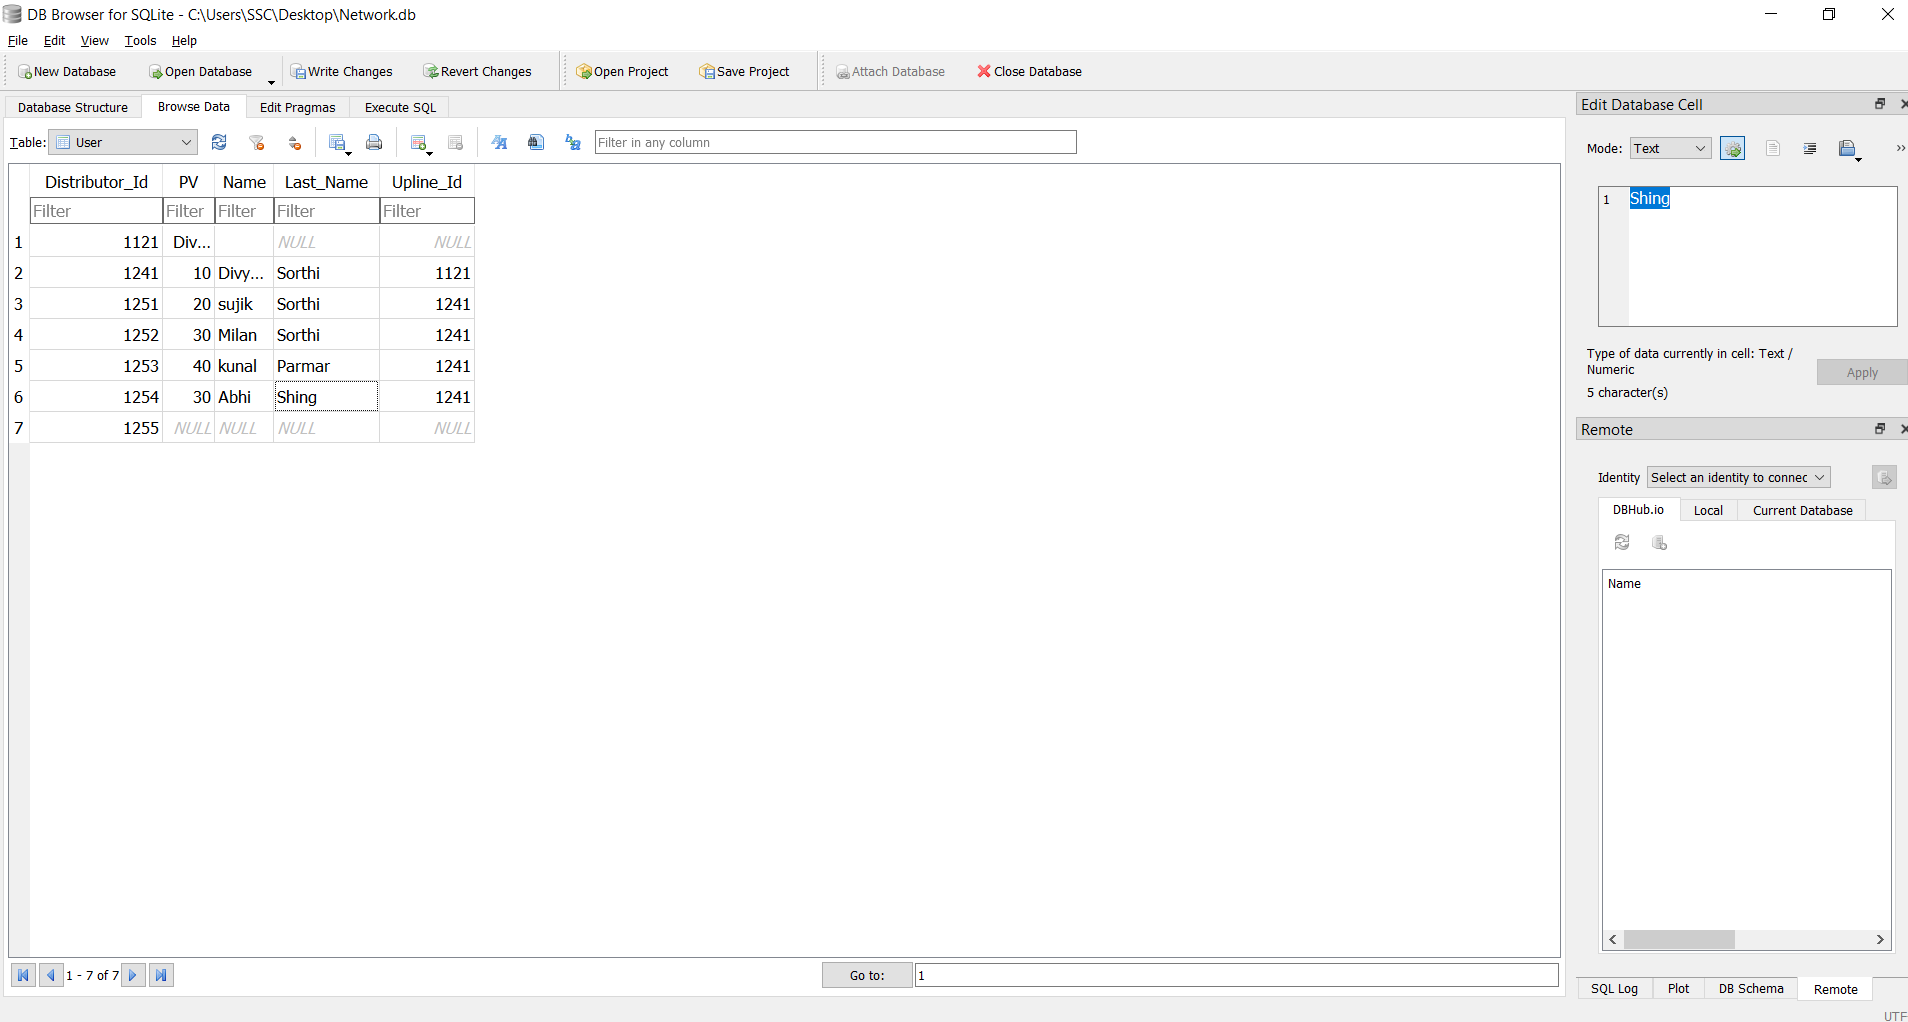 DB Browser for SQLite - C:\Users\SSC\Desktop\Network.db
File Edit View Tools Help
New Database Open Database Write Changes Revert Changes Open Project Save Project Attach Database Close Database
Database Structure Browse Data Edit Pragmas Execute SQL
Table: User Filter in any column
Distributor_Id PV Name Last_Name Upline_Id
Filter Filter Filter Filter Filter
1 1121 Div... NULL NULL
2 1241 10 Divy... Sorthi 1121
3 1251 20 sujik Sorthi 1241
4 1252 30 Milan Sorthi 1241
5 1253 40 kunal Parmar 1241
6 1254 30 Abhi Shing 1241
7 1255 NULL NULL NULL NULL
1 - 7 of 7 Go to: 1
Edit Database Cell
Mode: Text
1 Shing
Type of data currently in cell: Text /
Numeric
5 character(s)
Apply
Remote
Identity Select an identity to connec
DBHub.io Local Current Database
Name
SQL Log Plot DB Schema Remote
UTF